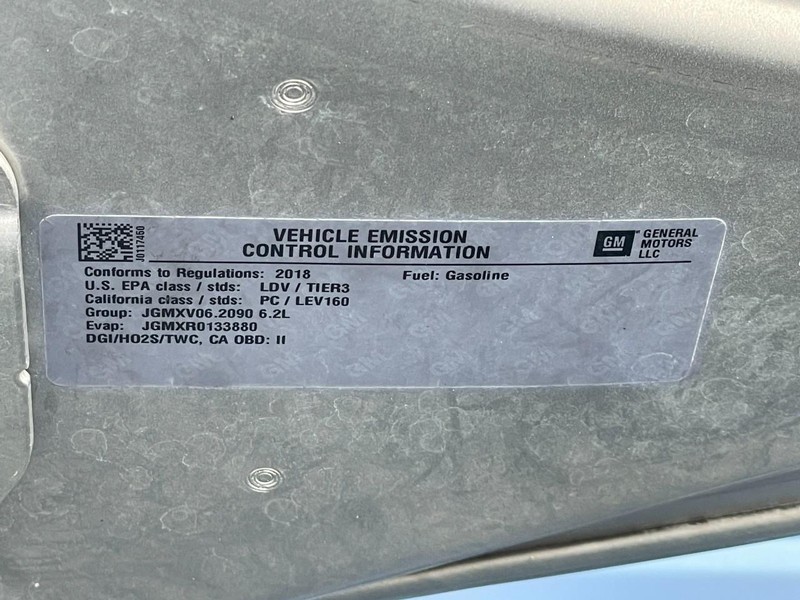 J0117450
VEHICLE EMISSION
CONTROL INFORMATION
GM
GENERAL
MOTORS
LLC
Conforms to Regulations: 2018 Fuel: Gasoline
U.S. EPA class / stds: LDV / TIER3
California class / stds: PC / LEV160
Group: JGMXV06.2090 6.2L
Evap: JGMXR0133880
DGI/HO2S/TWC, CA OBD: II